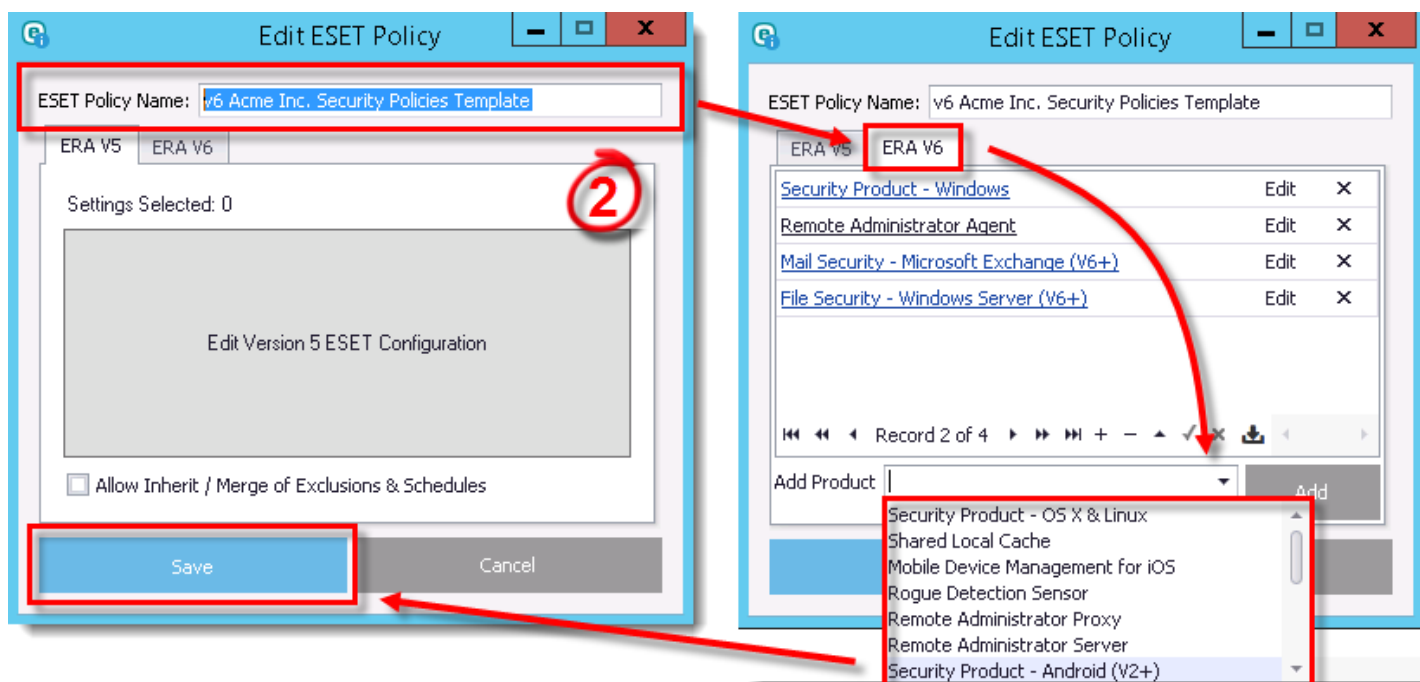 Edit ESET Policy
ESET Policy Name: v6 Acme Inc. Security Policies Template
ERA V5 ERA V6
Settings Selected: 0
2
Edit Version 5 ESET Configuration
Allow Inherit / Merge of Exclusions & Schedules
Save Cancel
Edit ESET Policy
ESET Policy Name: v6 Acme Inc. Security Policies Template
ERA V5 ERA V6
Security Product - Windows Edit
Remote Administrator Agent Edit
Mail Security - Microsoft Exchange (V6+) Edit
File Security - Windows Server (V6+) Edit
Record 2 of 4
Add Product Add
Security Product - OS X & Linux
Shared Local Cache
Mobile Device Management for iOS
Rogue Detection Sensor
Remote Administrator Proxy
Remote Administrator Server
Security Product - Android (V2+)